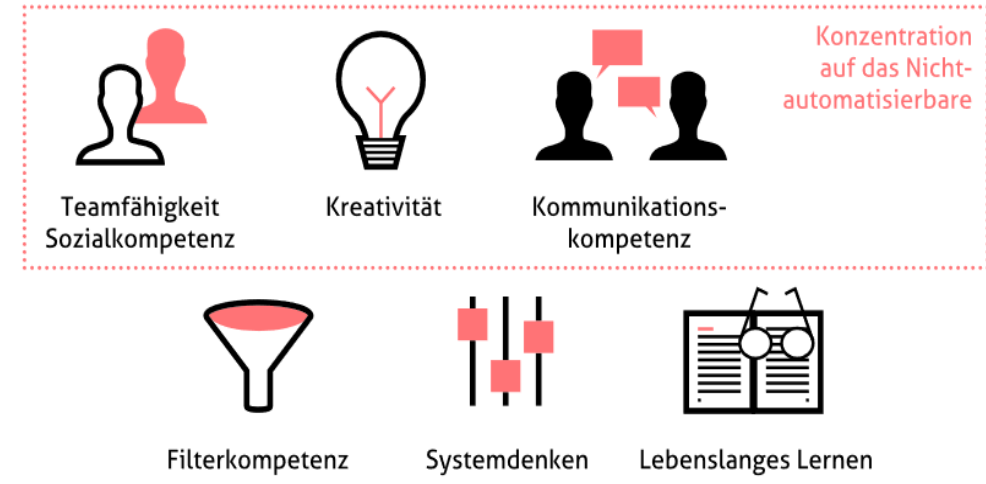 Konzentration
auf das Nicht-
automatisierbare
Teamfähigkeit
Sozialkompetenz
Kreativität
Kommunikations-
kompetenz
Filterkompetenz
Systemdenken
Lebenslanges Lernen